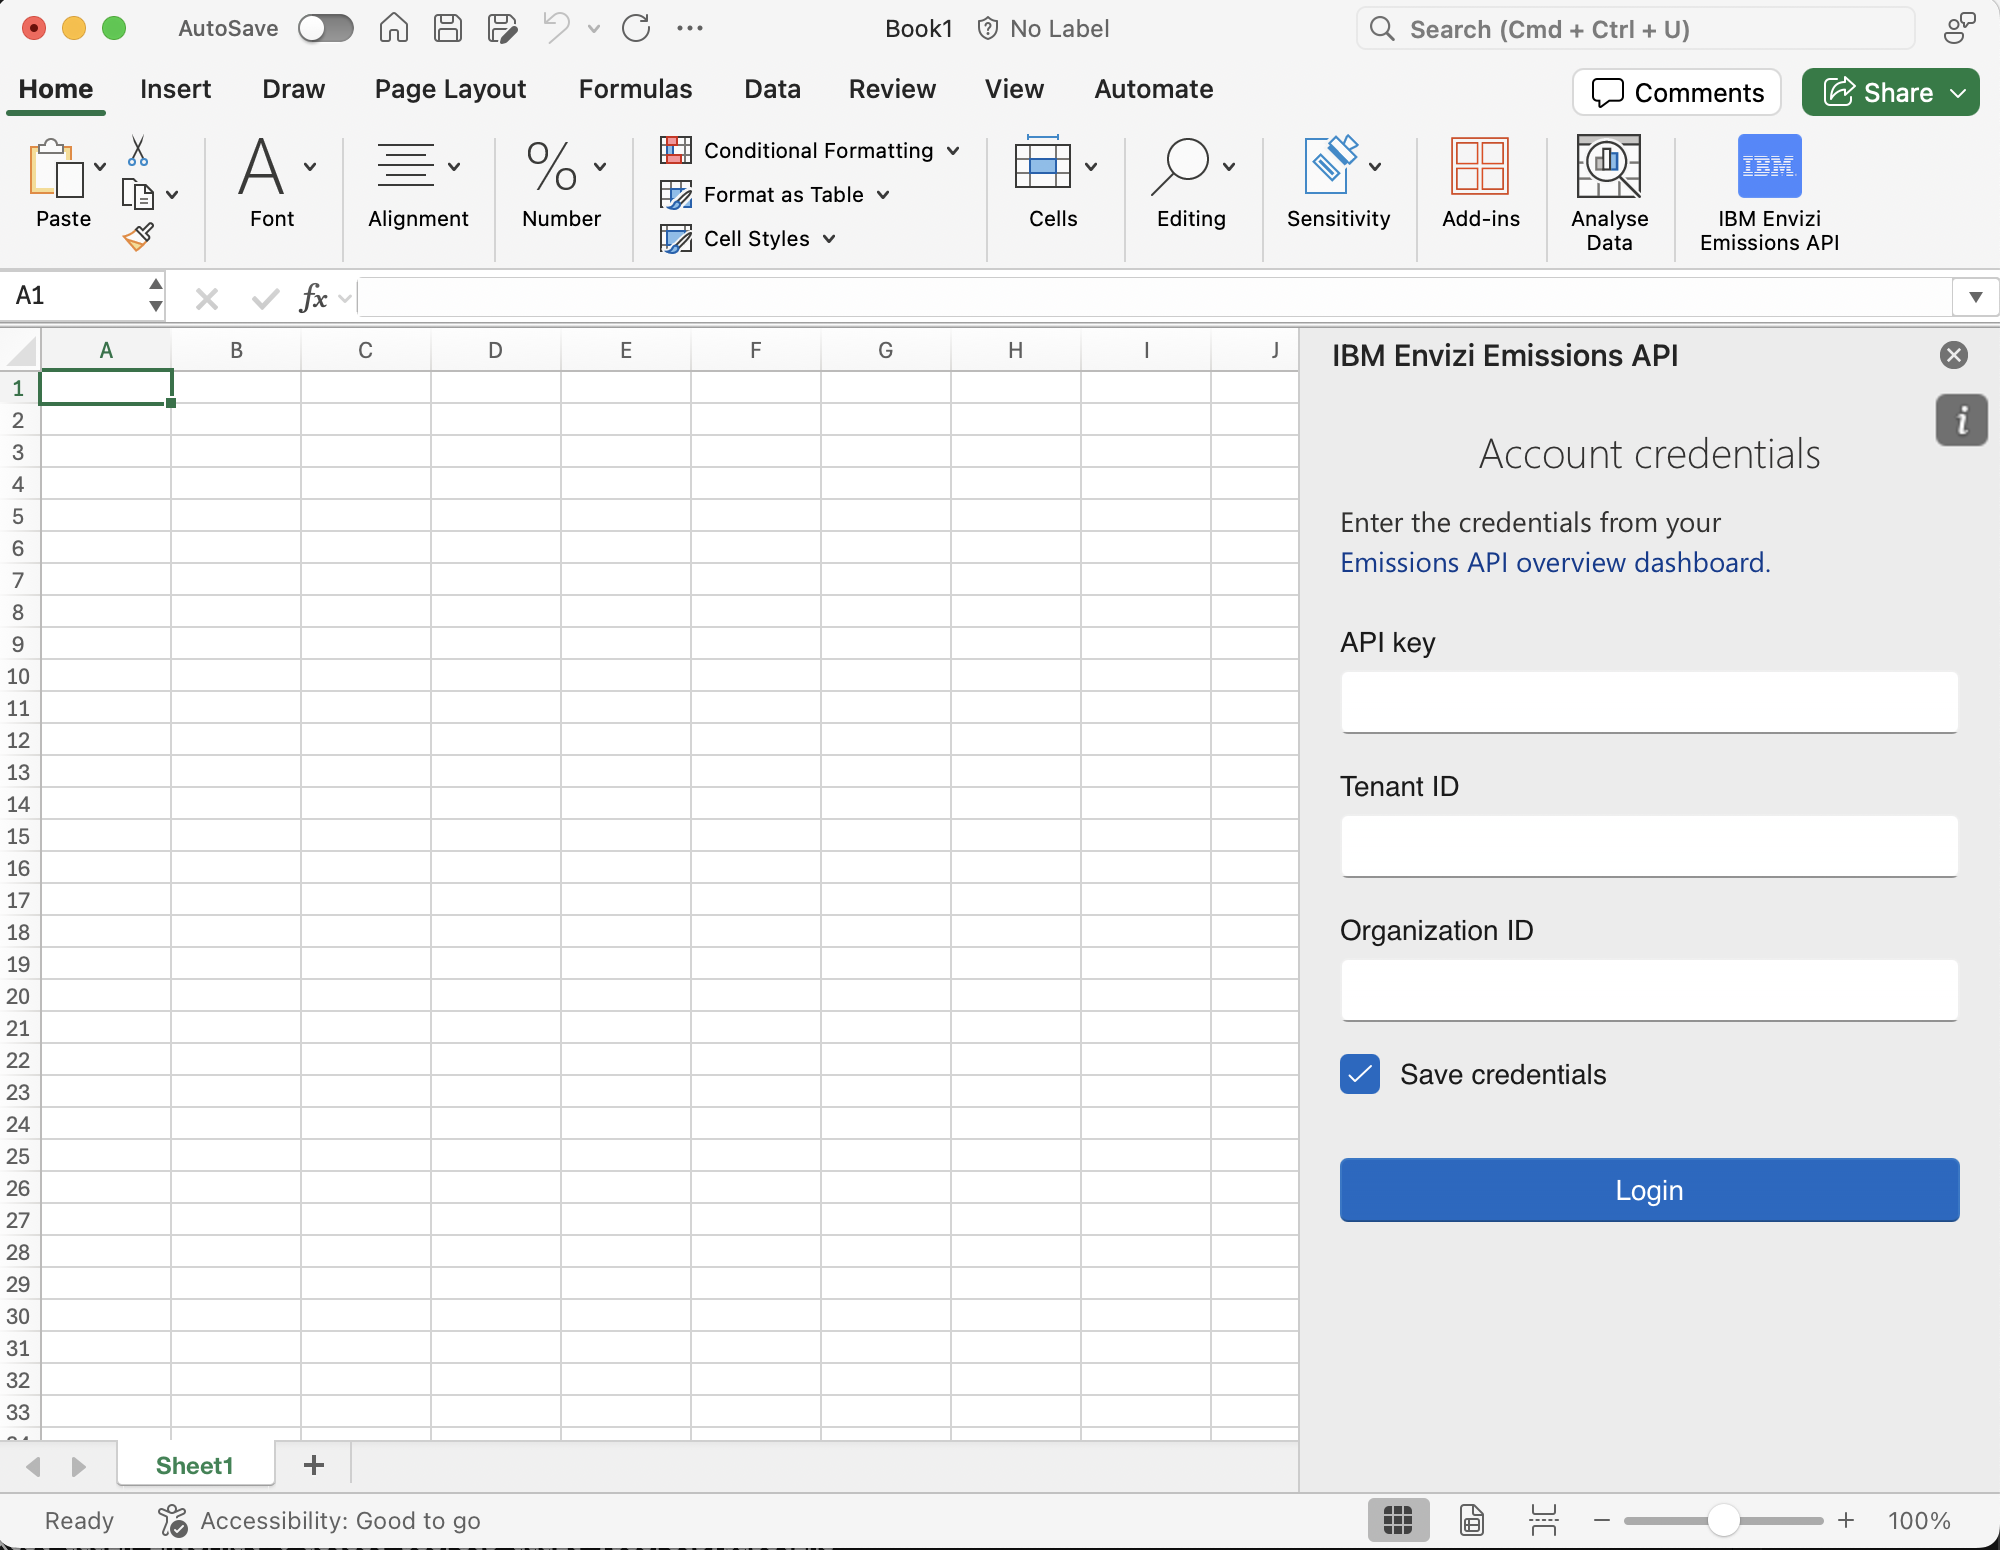 AutoSave
Book1
No Label
Search (Cmd + Ctrl + U)
Home Insert Draw Page Layout Formulas Data Review View Automate
Comments
Share
Paste
Font
Alignment
%
Number
Conditional Formatting
Format as Table
Cell Styles
Cells
Editing
Sensitivity
Add-ins
Analyse
Data
IBM
IBM Envizi
Emissions API
A1
fx
A B C D E F G H I J
1
2
3
4
5
6
7
8
9
10
11
12
13
14
15
16
17
18
19
20
21
22
23
24
25
26
27
28
29
30
31
32
33
IBM Envizi Emissions API
i
Account credentials
Enter the credentials from your
Emissions API overview dashboard.
API key
Tenant ID
Organization ID
Save credentials
Login
Sheet1
Ready
Accessibility: Good to go
100%